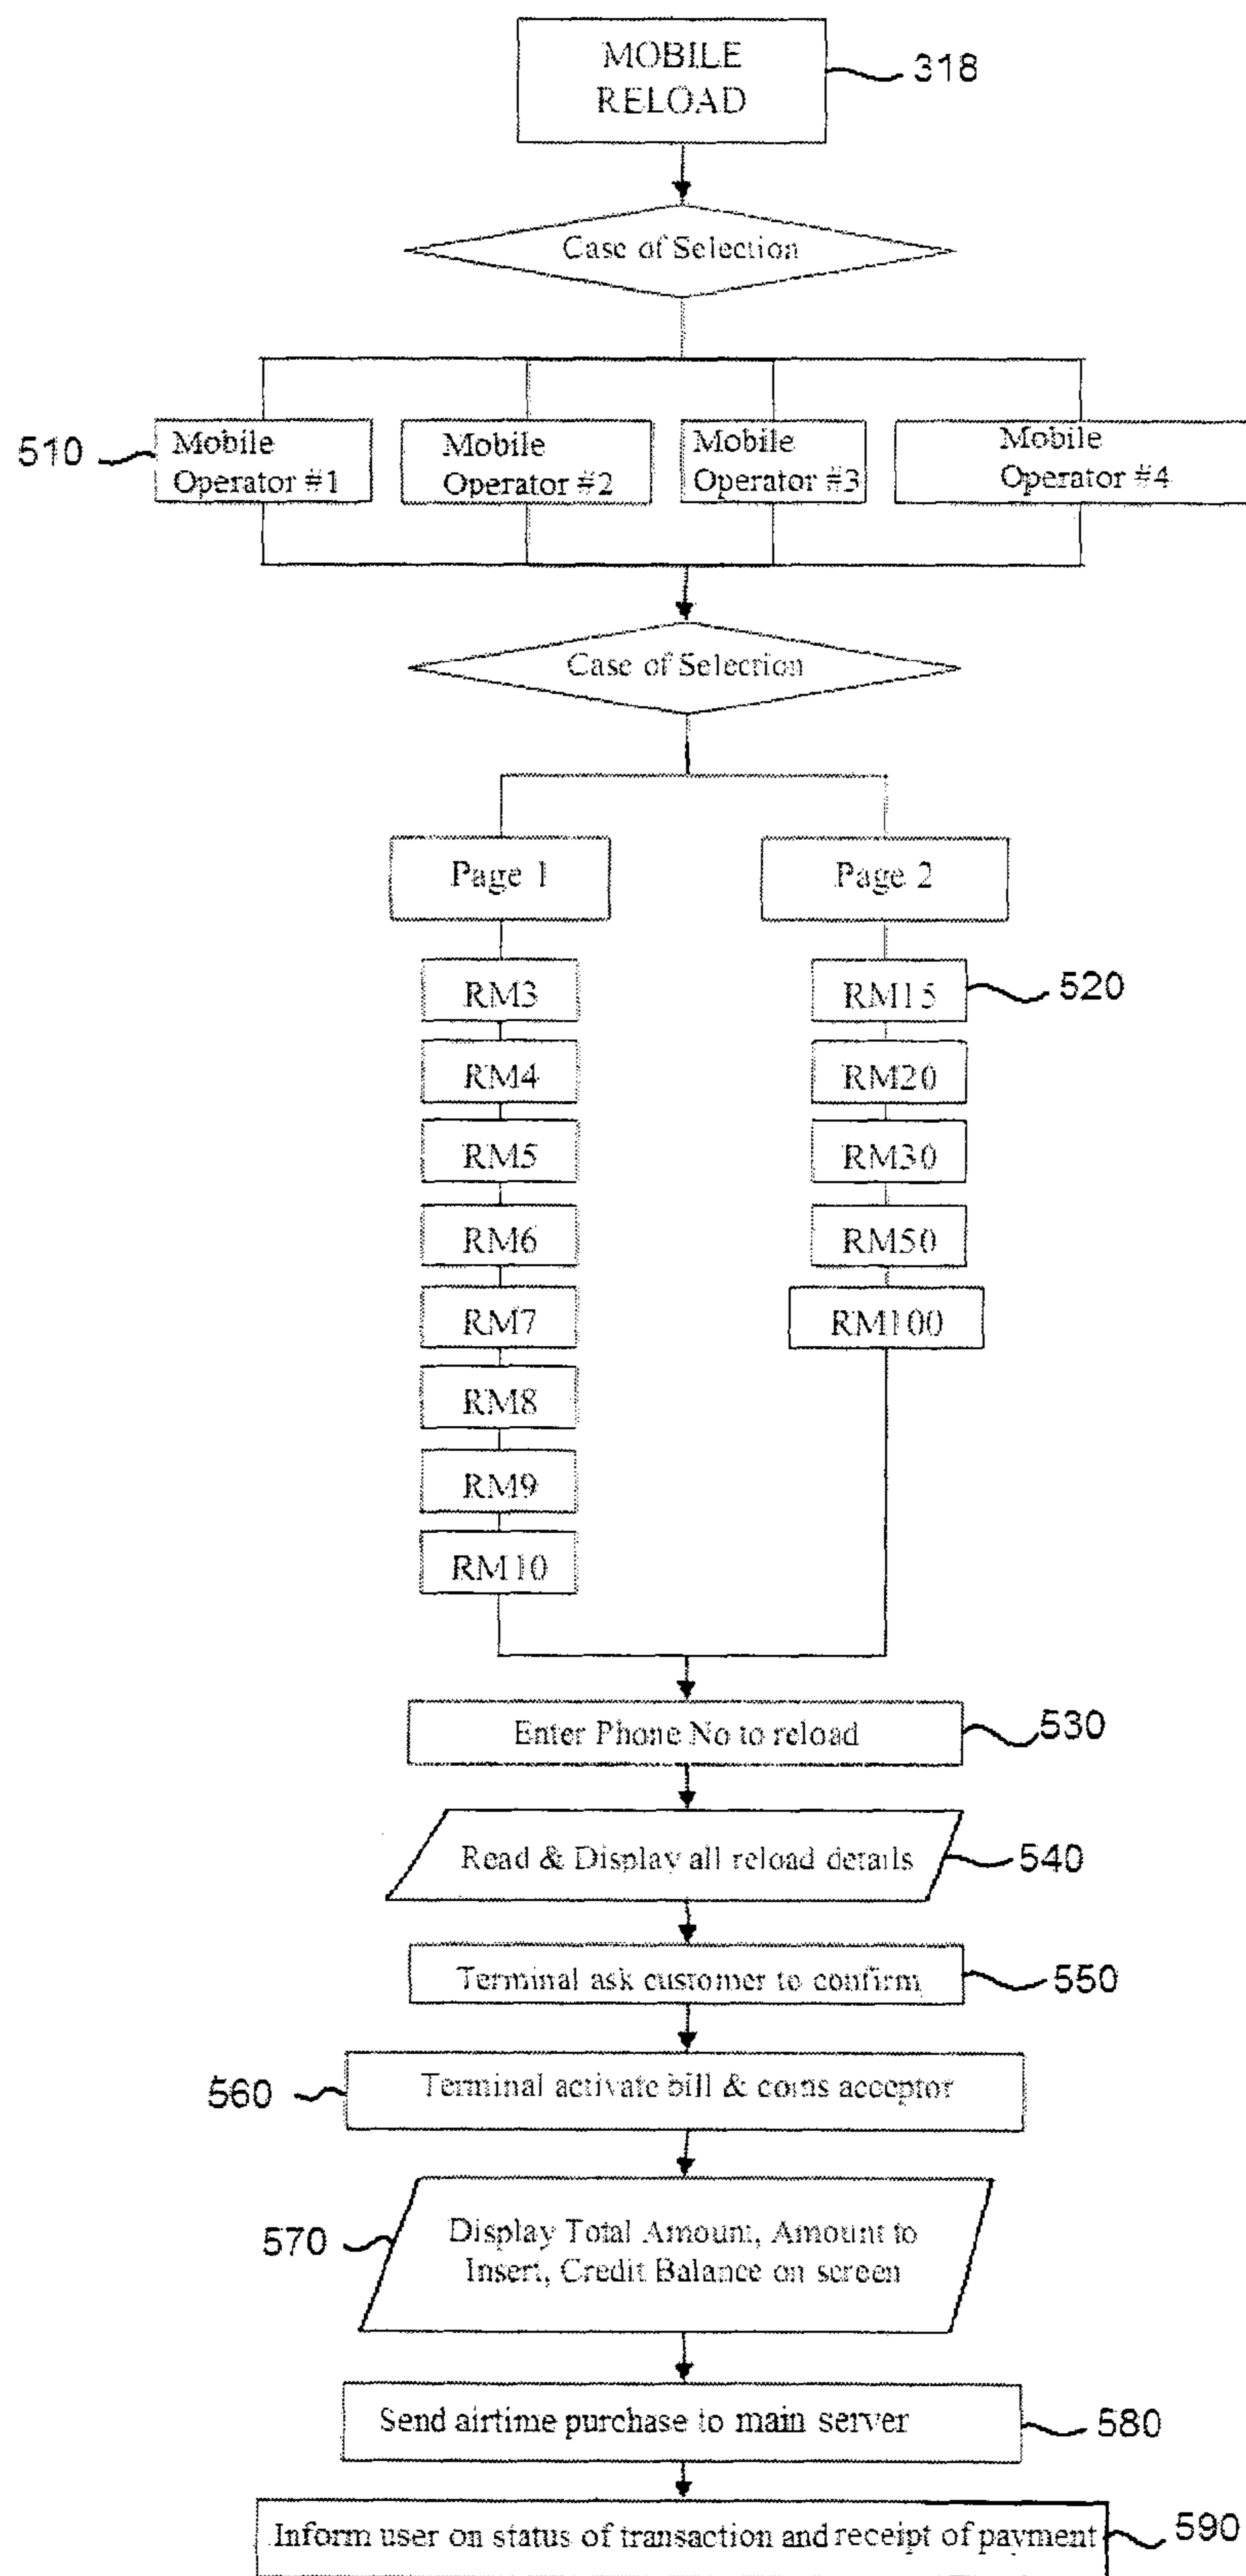 MOBILE
RELOAD
318
Case of Selection
510
Mobile
Operator #1
Mobile
Operator #2
Mobile
Operator #3
Mobile
Operator #4
Case of Selection
Page 1
Page 2
RM3
RM15
520
RM4
RM20
RM5
RM30
RM6
RM50
RM7
RM100
RM8
RM9
RM10
Enter Phone No to reload
530
Read & Display all reload details
540
Terminal ask customer to confirm
550
560
Terminal activate bill & coins acceptor
570
Display Total Amount, Amount to
Insert, Credit Balance on screen
Send airtime purchase to main server
580
Inform user on status of transaction and receipt of payment
590